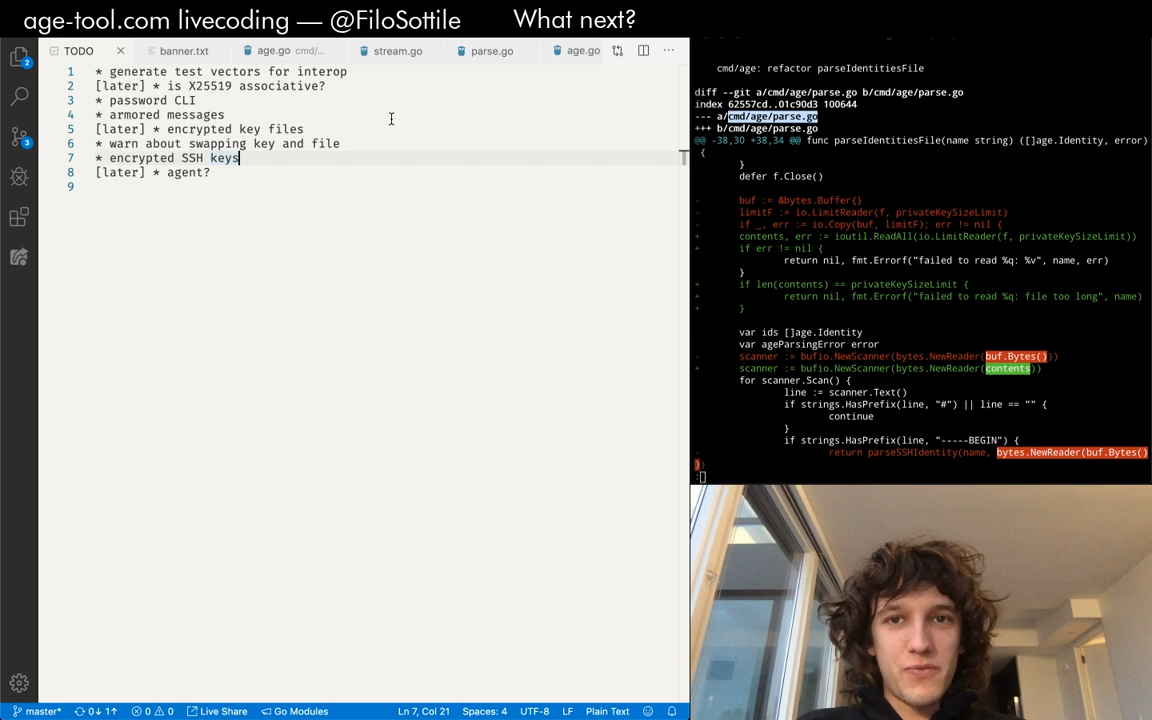 age-tool.com livecoding — @FiloSottile
What next?
TODO
banner.txt
age.go cmd/...
stream.go
parse.go
age.go
1 * generate test vectors for interop
2 [later] * is X25519 associative?
3 * password CLI
4 * armored messages
5 [later] * encrypted key files
6 * warn about swapping key and file
7 * encrypted SSH keys
8 [later] * agent?
9
2
3
cmd/age: refactor parseIdentitiesFile
diff --git a/cmd/age/parse.go b/cmd/age/parse.go
index 62557cd..01c90d3 100644
--- a/cmd/age/parse.go
+++ b/cmd/age/parse.go
@@ -38,30 +38,34 @@ func parseIdentitiesFile(name string) ([]age.Identity, error)
{
}
defer f.Close()
- buf := &bytes.Buffer{}
- limitF := io.LimitReader(f, privateKeySizeLimit)
- if _, err := io.Copy(buf, limitF); err != nil {
+ contents, err := ioutil.ReadAll(io.LimitReader(f, privateKeySizeLimit))
+ if err != nil {
return nil, fmt.Errorf("failed to read %q: %v", name, err)
}
+ if len(contents) == privateKeySizeLimit {
+ return nil, fmt.Errorf("failed to read %q: file too long", name)
+ }
var ids []age.Identity
var ageParsingError error
- scanner := bufio.NewScanner(bytes.NewReader(buf.Bytes()))
+ scanner := bufio.NewScanner(bytes.NewReader(contents))
for scanner.Scan() {
line := scanner.Text()
if strings.HasPrefix(line, "#") || line == "" {
continue
}
if strings.HasPrefix(line, "-----BEGIN") {
- return parseSSHIdentity(name, bytes.NewReader(buf.Bytes()
))
:
master*
0↓ 1↑
0
0
Live Share
Go Modules
Ln 7, Col 21
Spaces: 4
UTF-8
LF
Plain Text